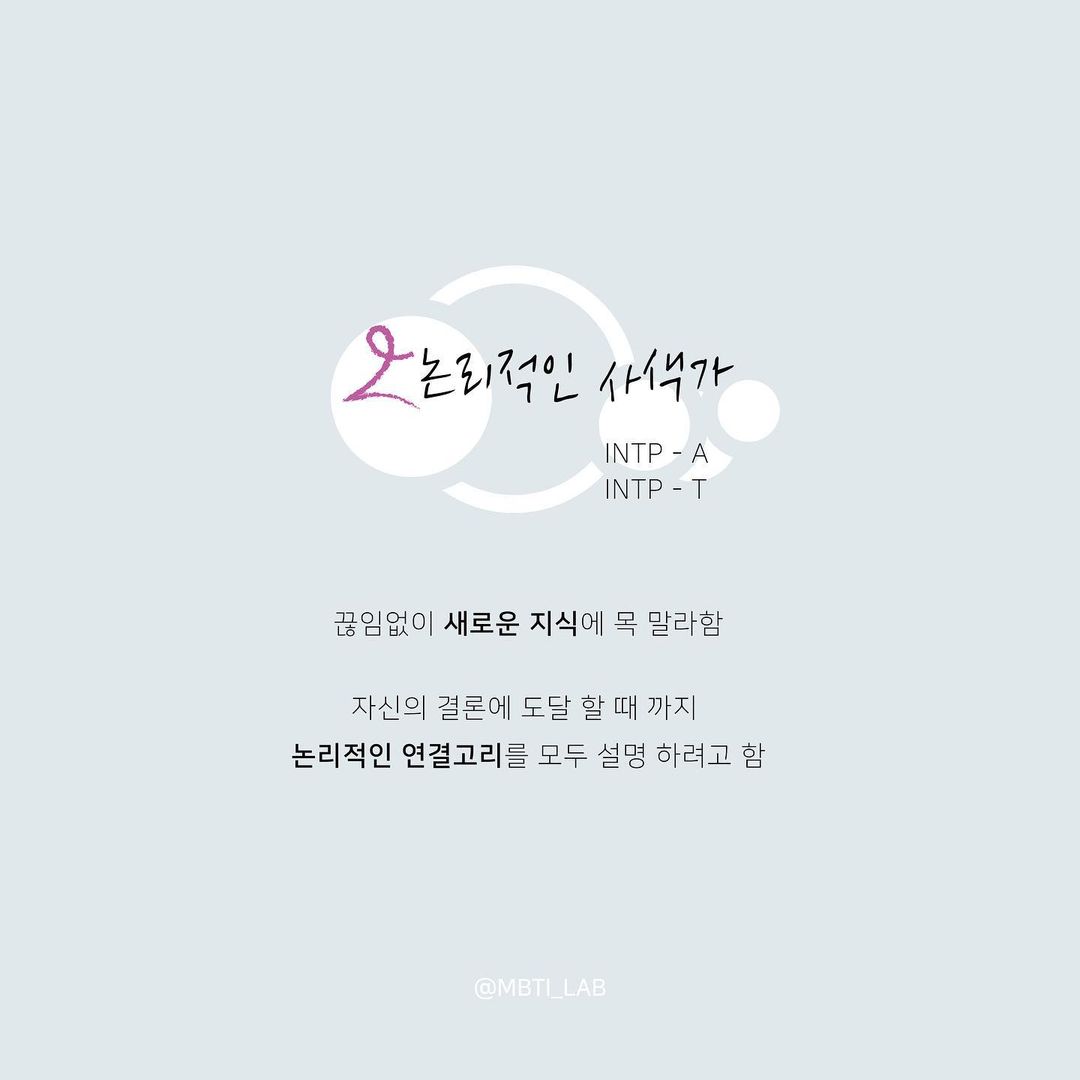 논리적인 사색가
INTP - A
INTP - T
끊임없이 새로운 지식에 목 말라함
자신의 결론에 도달 할 때 까지
논리적인 연결고리를 모두 설명 하려고 함
@MBTI_LAB